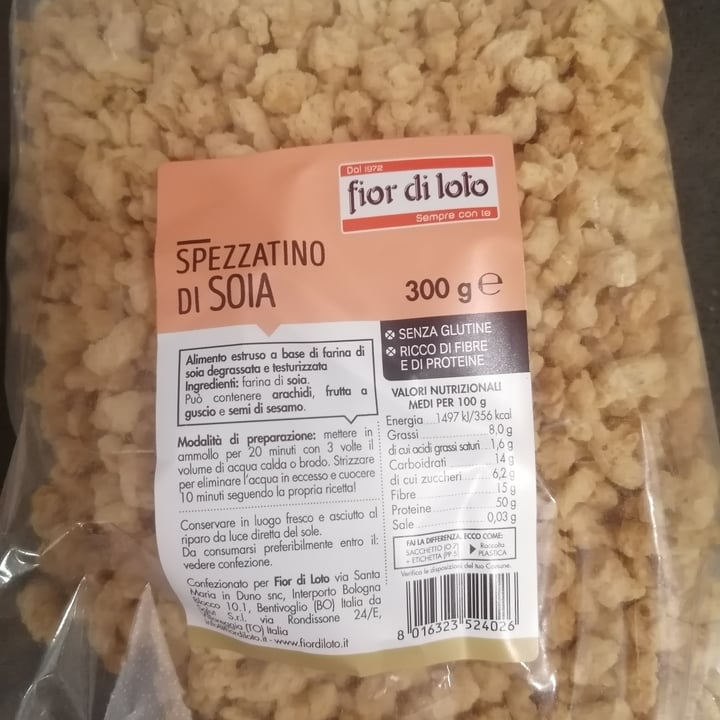 Dal 1972
fior di loto
Sempre con te
SPEZZATINO
DI SOIA
300 g e
SENZA GLUTINE
RICCO DI FIBRE
E DI PROTEINE
Alimento estruso a base di farina di
soia degrassata e testurizzata
Ingredienti: farina di soia.
Può contenere arachidi, frutta a
guscio e semi di sesamo.
Modalità di preparazione: mettere in
ammollo per 20 minuti con 3 volte il
volume di acqua calda o brodo. Strizzare
per eliminare l'acqua in eccesso e cuocere
10 minuti seguendo la propria ricetta!
Conservare in luogo fresco e asciutto al
riparo da luce diretta del sole.
Da consumarsi preferibilmente entro il:
vedere confezione.
Confezionato per Fior di Loto via Santa
Maria in Duno snc, Interporto Bologna
Blocco 10.1, Bentivoglio (BO) Italia da
S.r.l. via Rondissone 24/E,
(TO) Italia
www.fiordiloto.it
VALORI NUTRIZIONALI
MEDI PER 100 g
Energia 1497 kJ/356 kcal
Grassi 8,0 g
di cui acidi grassi saturi 1,6 g
Carboidrati 14 g
di cui zuccheri 6,2 g
Fibre 15 g
Proteine 50 g
Sale 0,03 g
FAI LA DIFFERENZA. ECCO COME:
SACCHETTO (O 7)
+ ETICHETTA (PP 5)
Raccolta
PLASTICA
Verifica le disposizioni del tuo Comune.
8 016323 524026